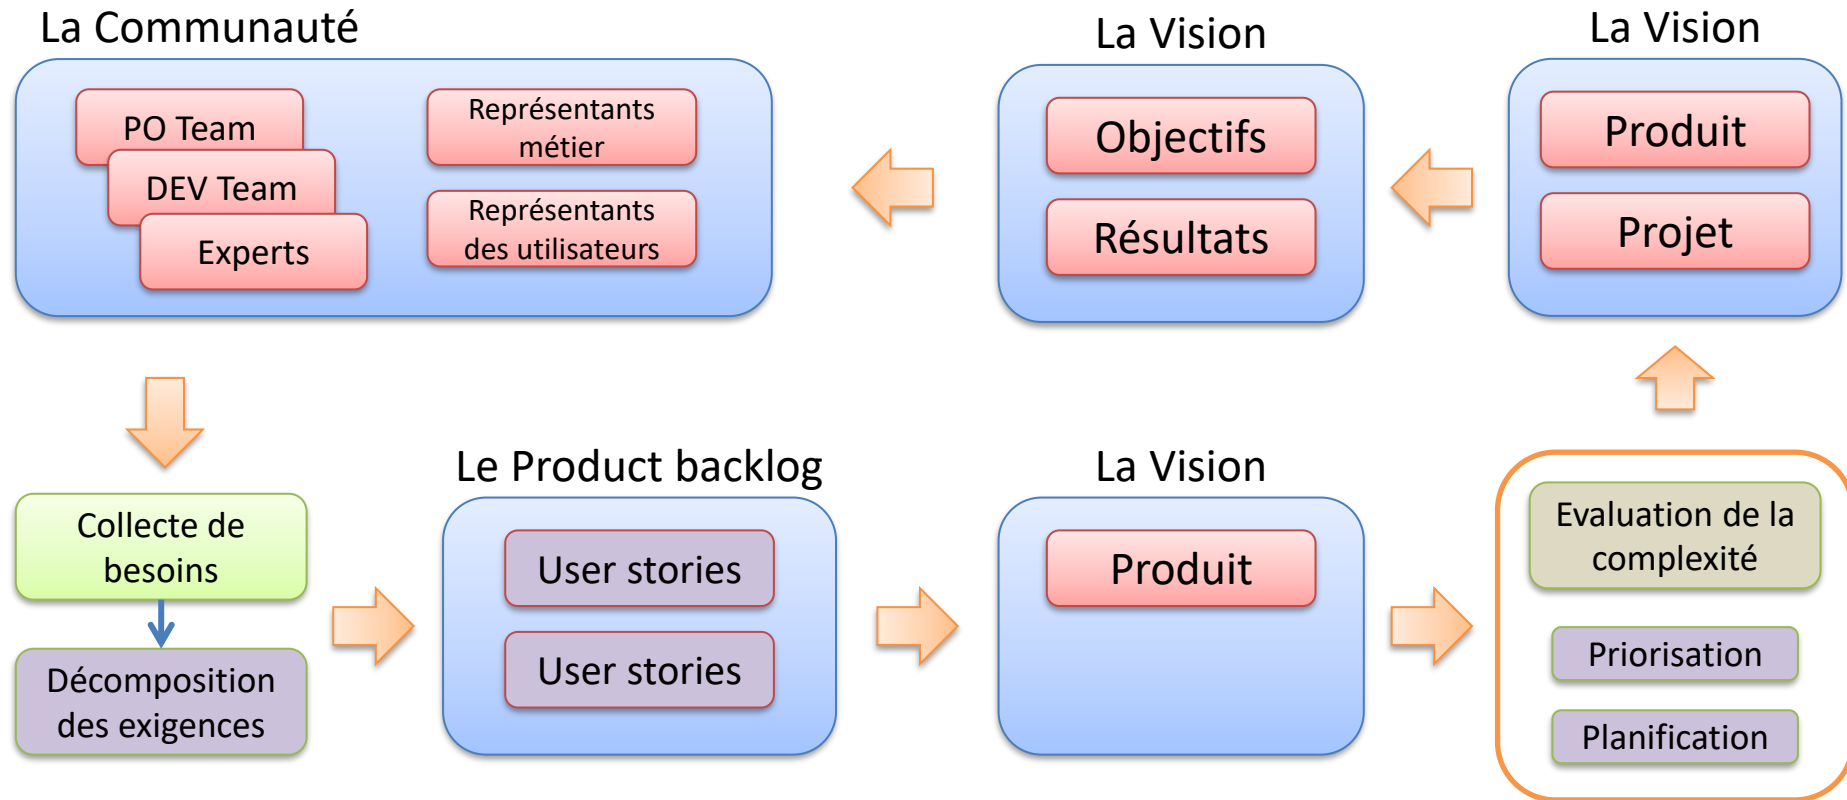 La Communauté
PO Team
DEV Team
Experts
Représentants
métier
Représentants
des utilisateurs
La Vision
Objectifs
Résultats
La Vision
Produit
Projet
Collecte de
besoins
Décomposition
des exigences
Le Product backlog
User stories
User stories
La Vision
Produit
Evaluation de la
complexité
Priorisation
Planification